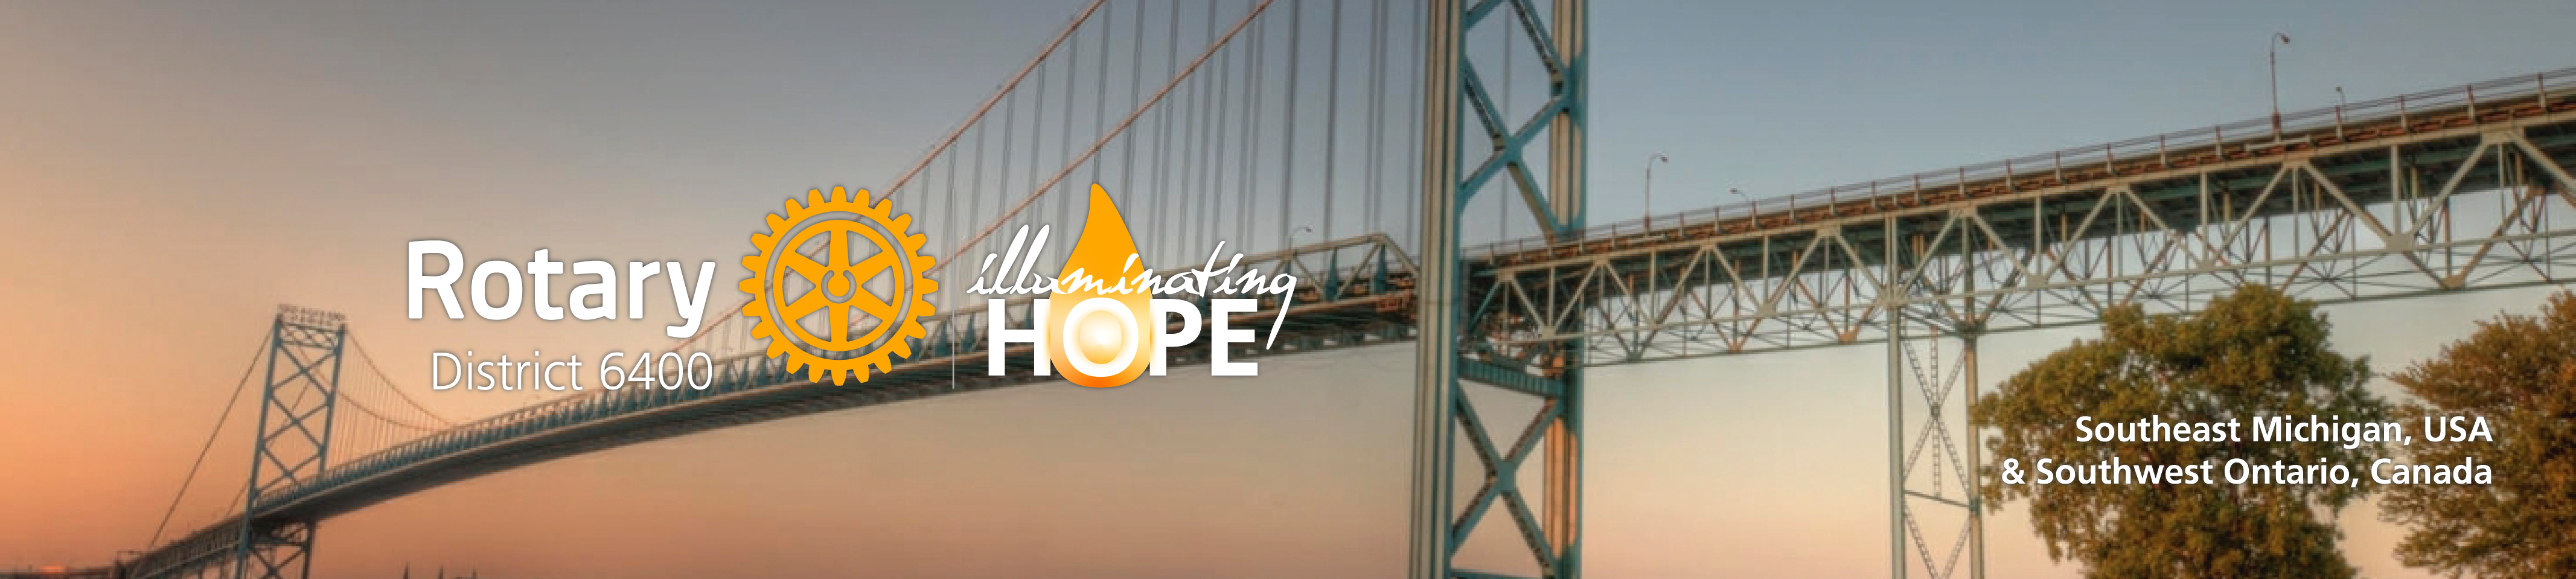 Rotary
District 6400
illuminating
HOPE
Southeast Michigan, USA
& Southwest Ontario, Canada